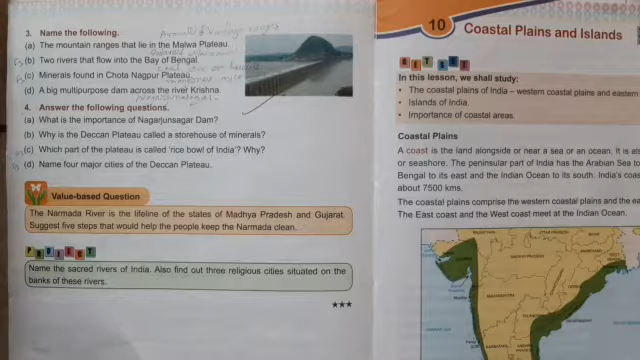 3. Name the following.
(a) The mountain ranges that lie in the Malwa Plateau.
(b) Two rivers that flow into the Bay of Bengal.
(c) Minerals found in Chota Nagpur Plateau.
(d) A big multipurpose dam across the river Krishna.
4. Answer the following questions.
(a) What is the importance of Nagarjunsagar Dam?
(b) Why is the Deccan Plateau called a storehouse of minerals?
(c) Which part of the plateau is called 'rice bowl of India'? Why?
(d) Name four major cities of the Deccan Plateau.
Value-based Question
The Narmada River is the lifeline of the states of Madhya Pradesh and Gujarat.
Suggest five steps that would help the people keep the Narmada clean.
PROJECT
Name the sacred rivers of India. Also find out three religious cities situated on the
banks of these rivers.
★★★
10 Coastal Plains and Islands
GET SET
In this lesson, we shall study:
• The coastal plains of India – western coastal plains and eastern
• Islands of India.
• Importance of coastal areas.
Coastal Plains
A coast is the land alongside or near a sea or an ocean. It is als
or seashore. The peninsular part of India has the Arabian Sea to
Bengal to its east and the Indian Ocean to its south. India's coas
about 7500 kms.
The coastal plains comprise the western coastal plains and the ea
The East coast and the West coast meet at the Indian Ocean.